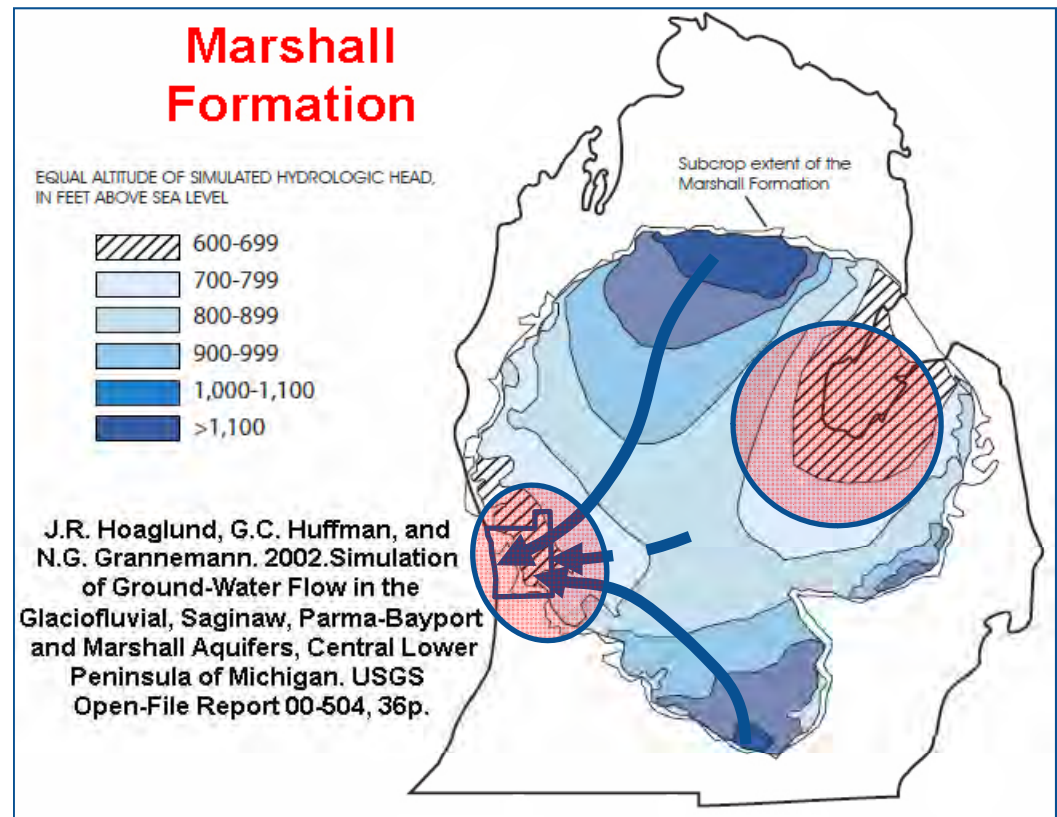 Marshall
Formation
EQUAL ALTITUDE OF SIMULATED HYDROLOGIC HEAD,
IN FEET ABOVE SEA LEVEL
600-699
700-799
800-899
900-999
1,000-1,100
>1,100
Subcrop extent of the
Marshall Formation
J.R. Hoaglund, G.C. Huffman, and
N.G. Grannemann. 2002.Simulation
of Ground-Water Flow in the
Glaciofluvial, Saginaw, Parma-Bayport
and Marshall Aquifers, Central Lower
Peninsula of Michigan. USGS
Open-File Report 00-504, 36p.